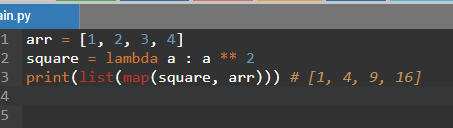 ain.py
1 arr = [1, 2, 3, 4]
2 square = lambda a : a ** 2
3 print(list(map(square, arr))) # [1, 4, 9, 16]
4
5